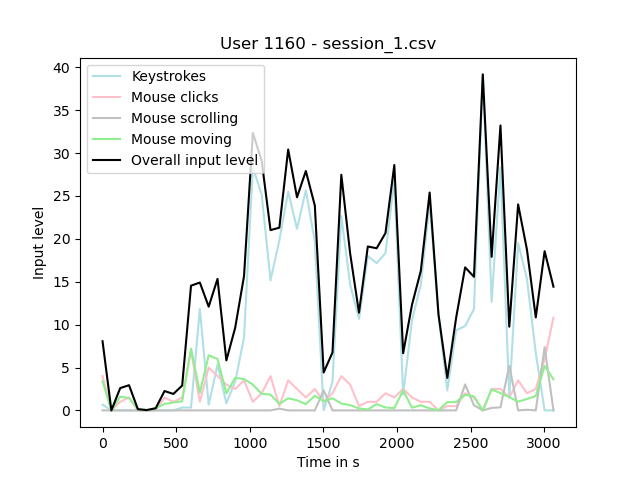 User 1160 - session_1.csv
40
35
30
25
20
15
10
5
0
Input level
Keystrokes
Mouse clicks
Mouse scrolling
Mouse moving
Overall input level
0 500 1000 1500 2000 2500 3000
Time in s